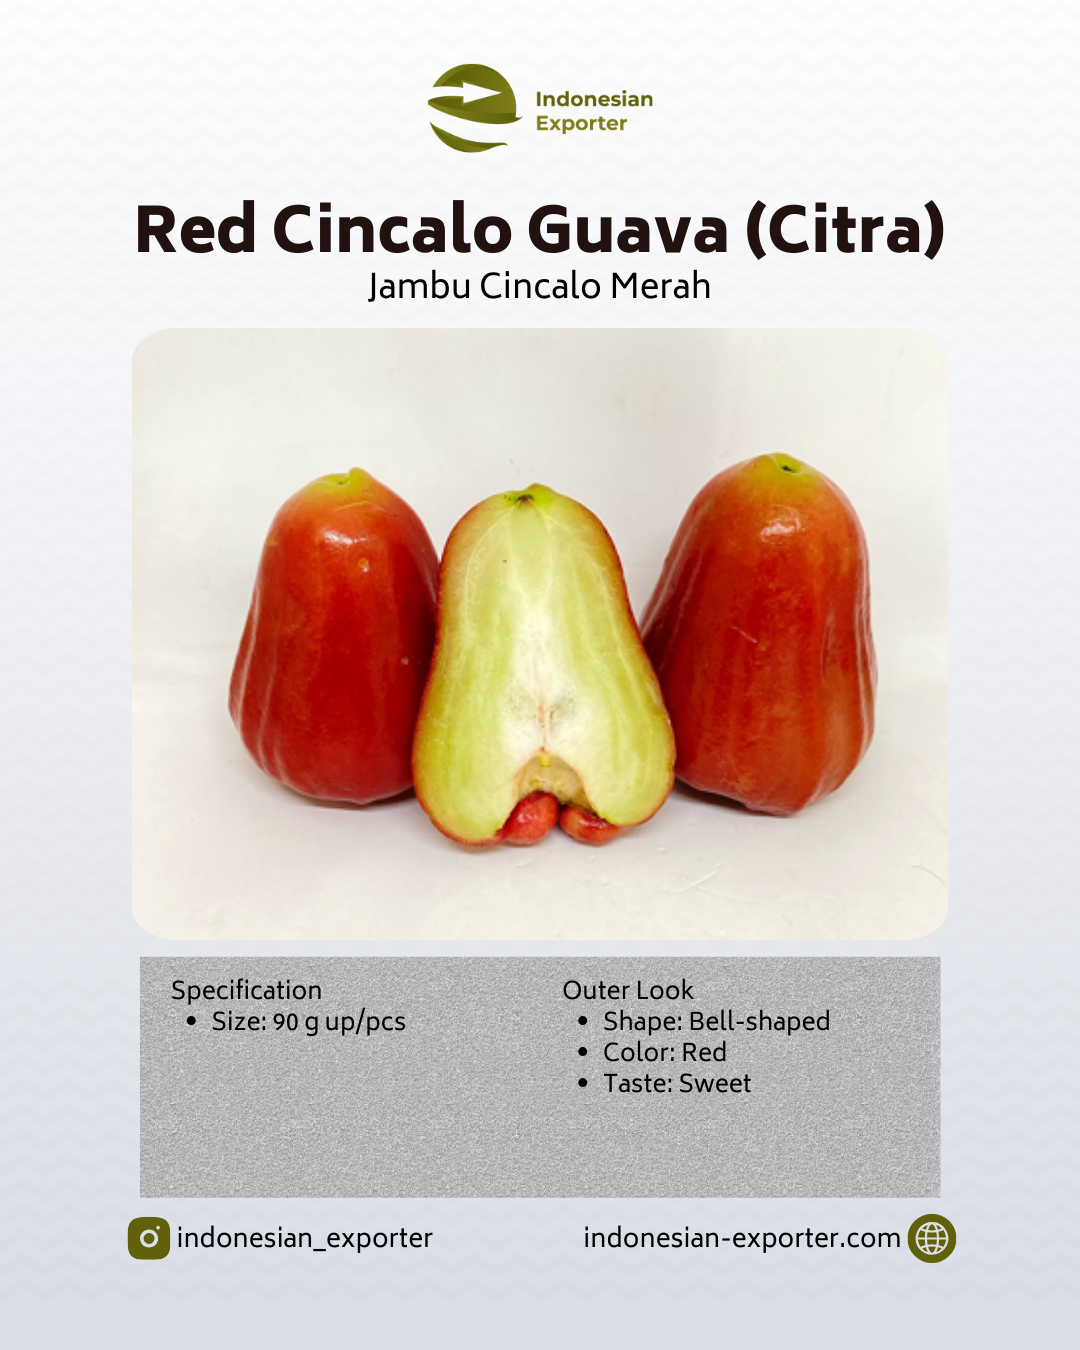 Indonesian
Exporter
Red Cincalo Guava (Citra)
Jambu Cincalo Merah
Specification
• Size: 90 g up/pcs
Outer Look
• Shape: Bell-shaped
• Color: Red
• Taste: Sweet
indonesian_exporter
indonesian-exporter.com